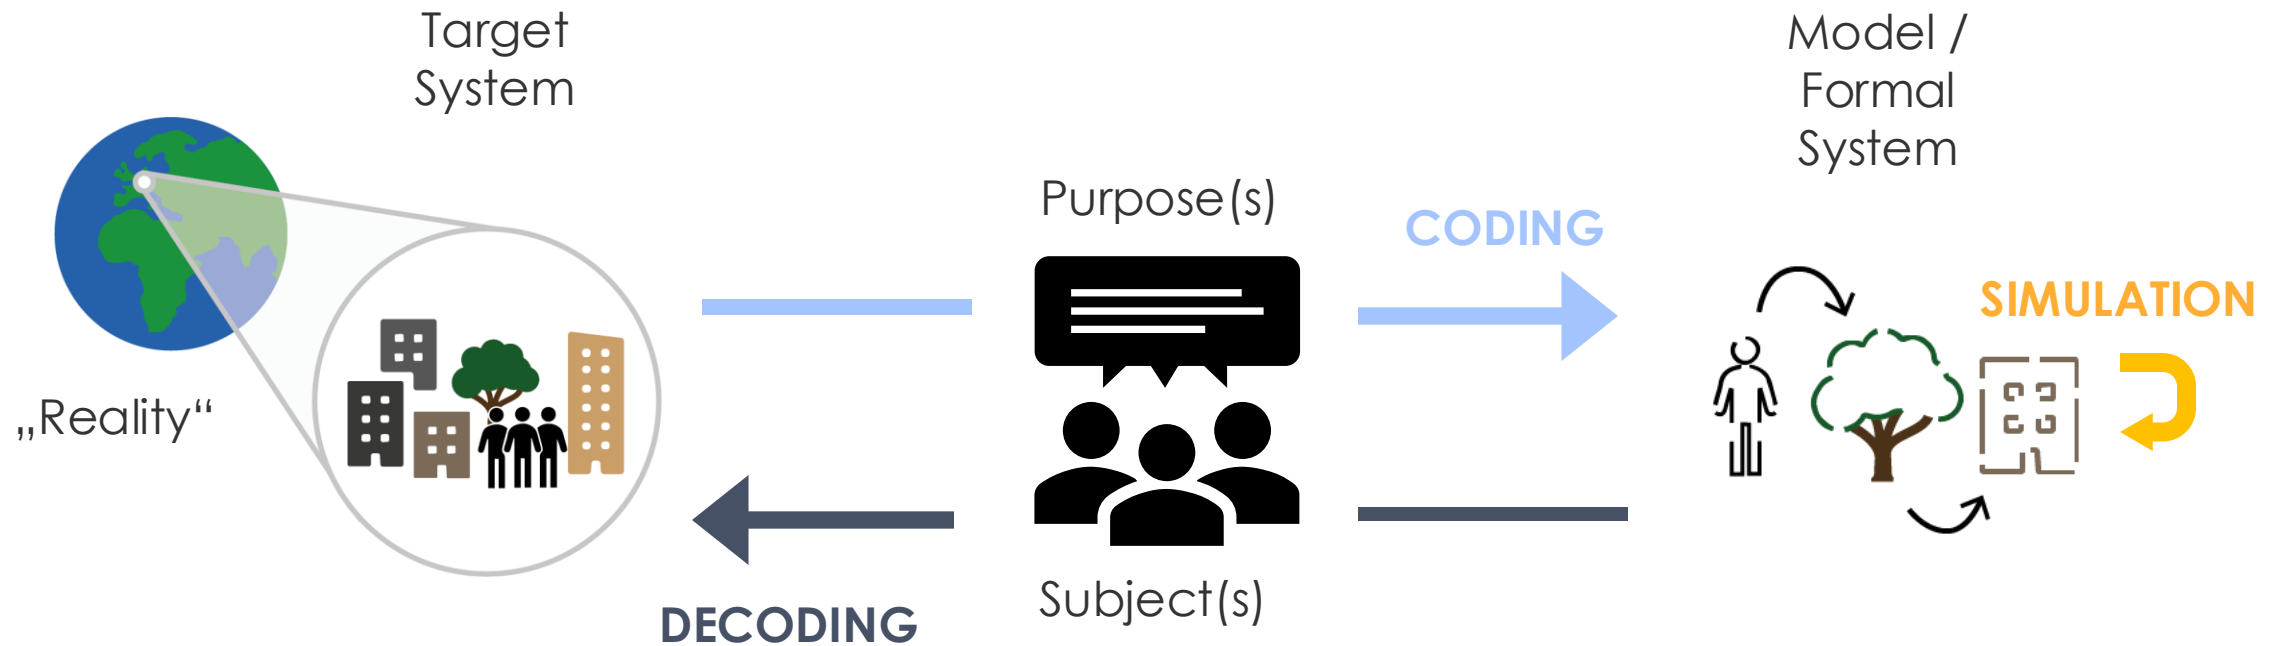 Target
System
Model /
Formal
System
Purpose(s)
CODING
SIMULATION
„Reality“
Subject(s)
DECODING